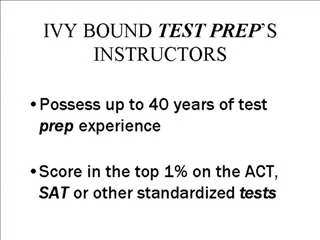 IVY BOUND TEST PREP'S
INSTRUCTORS
•Possess up to 40 years of test
prep experience
•Score in the top 1% on the ACT,
SAT or other standardized tests